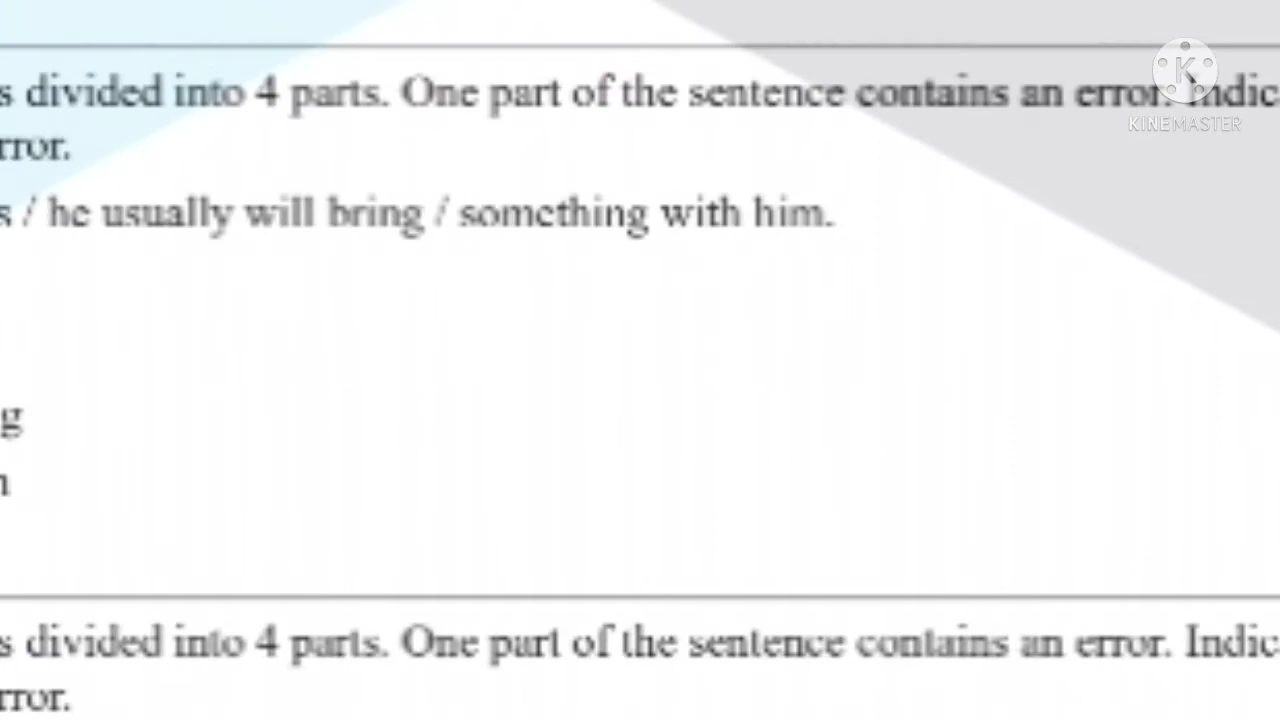 s divided into 4 parts. One part of the sentence contains an error. Indic
rror.
s / he usually will bring / something with him.
g
n
s divided into 4 parts. One part of the sentence contains an error. Indic
rror.
KINEMASTER